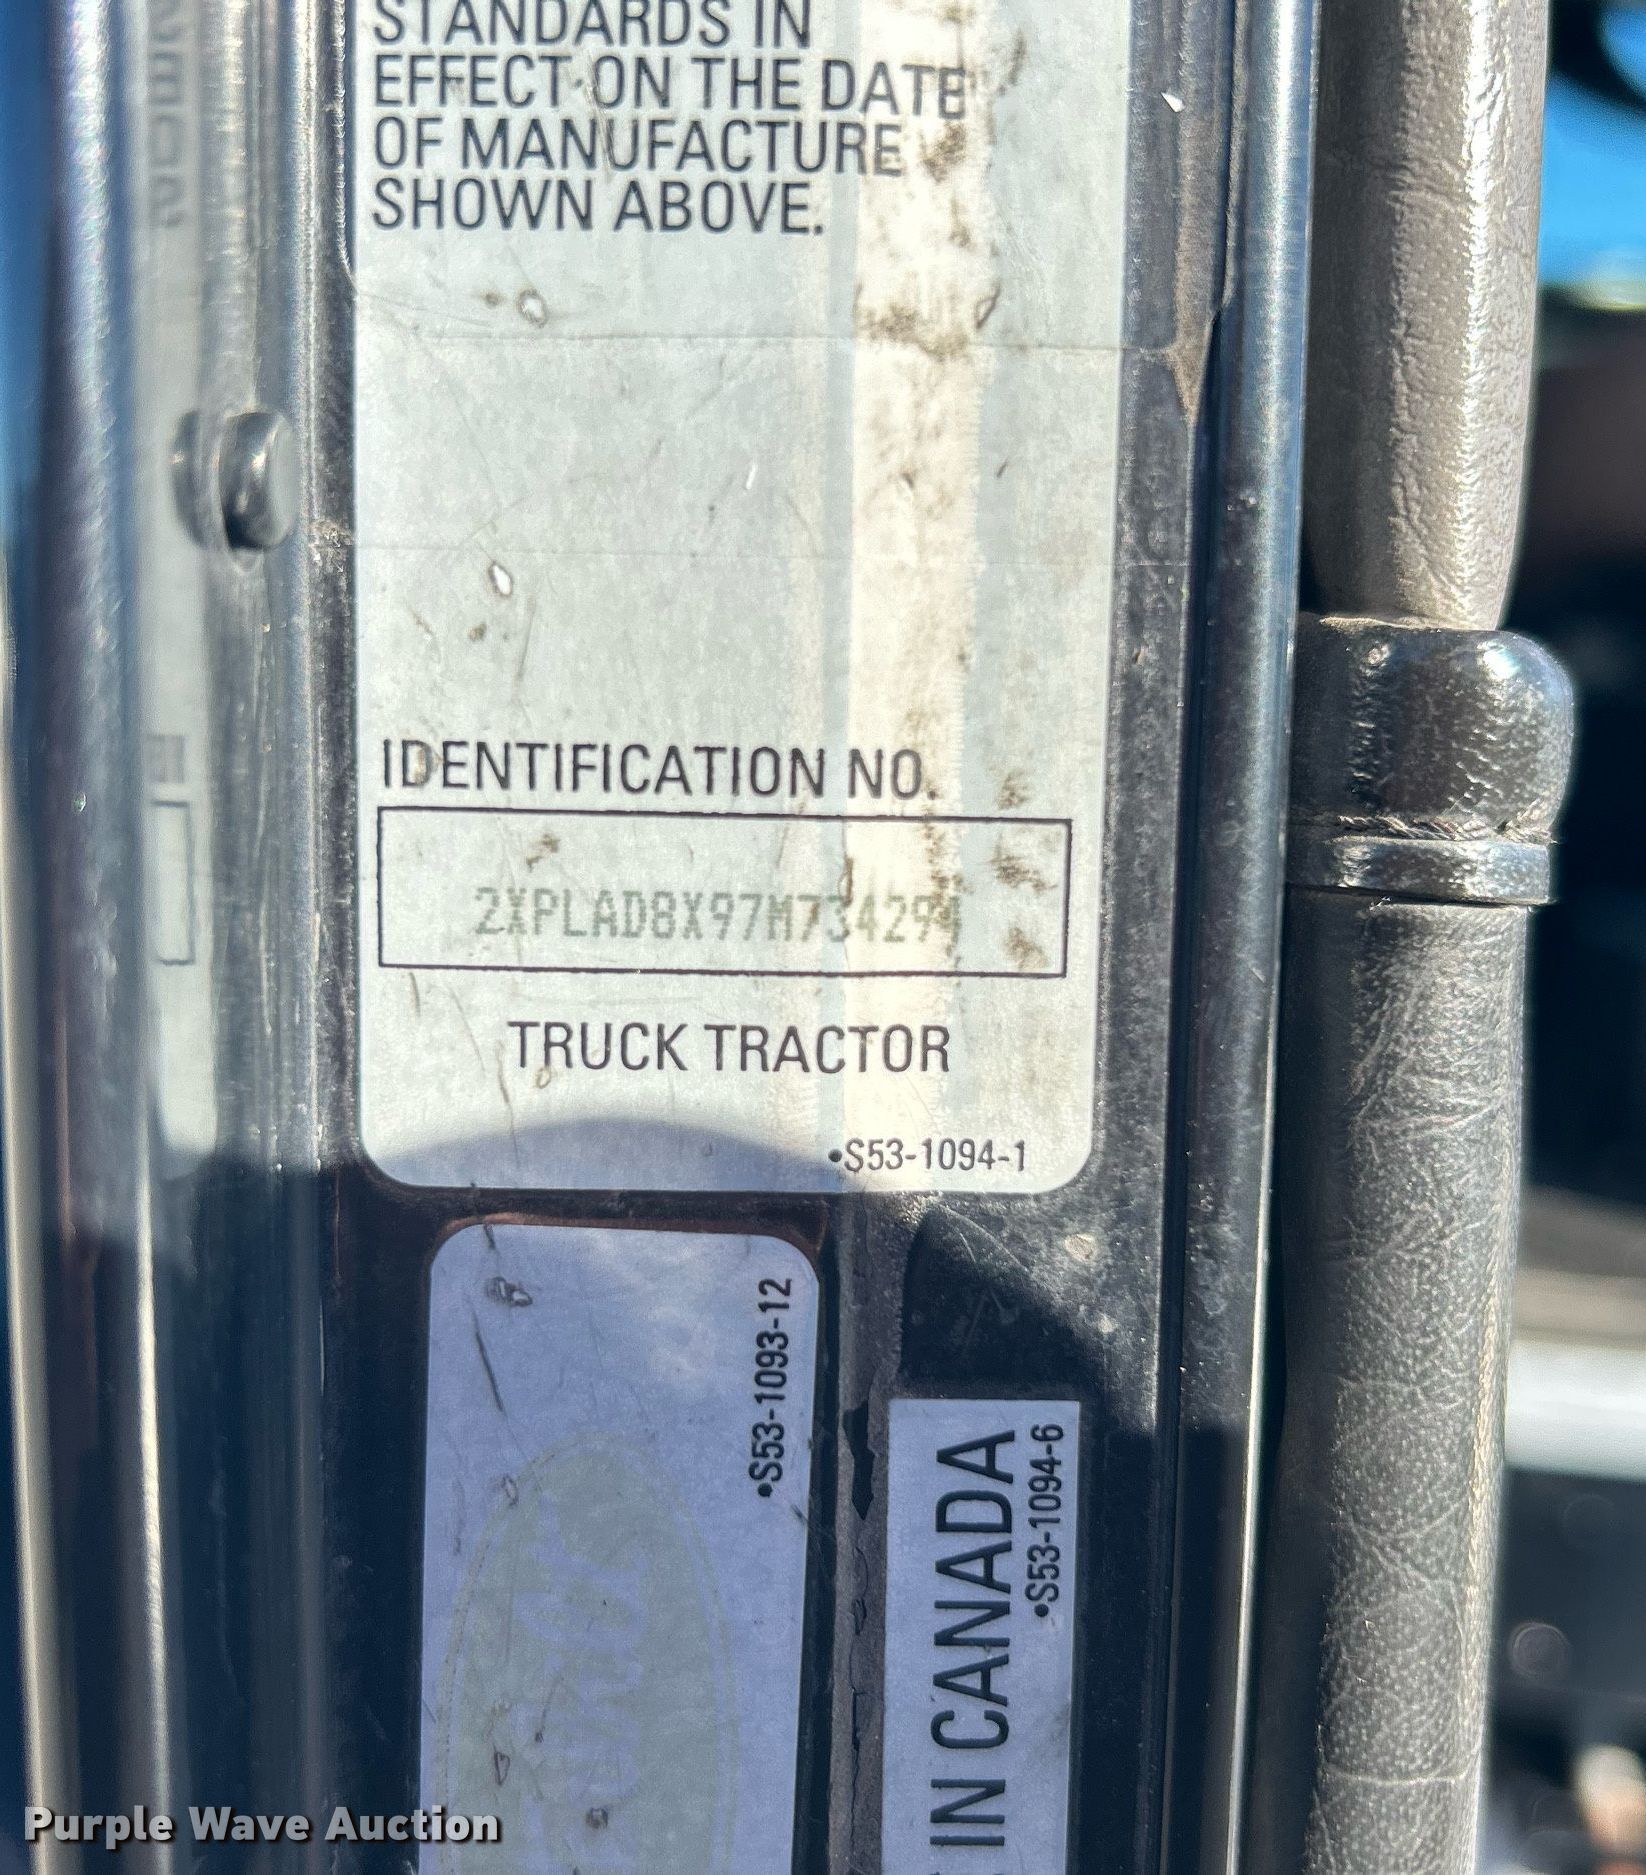 STANDARDS IN
EFFECT ON THE DATE
OF MANUFACTURE
SHOWN ABOVE.
IDENTIFICATION NO.
2XPLAD8X97M734294
TRUCK TRACTOR
•S53-1094-1
•S53-1093-12
IN CANADA
•S53-1094-6
Purple Wave Auction